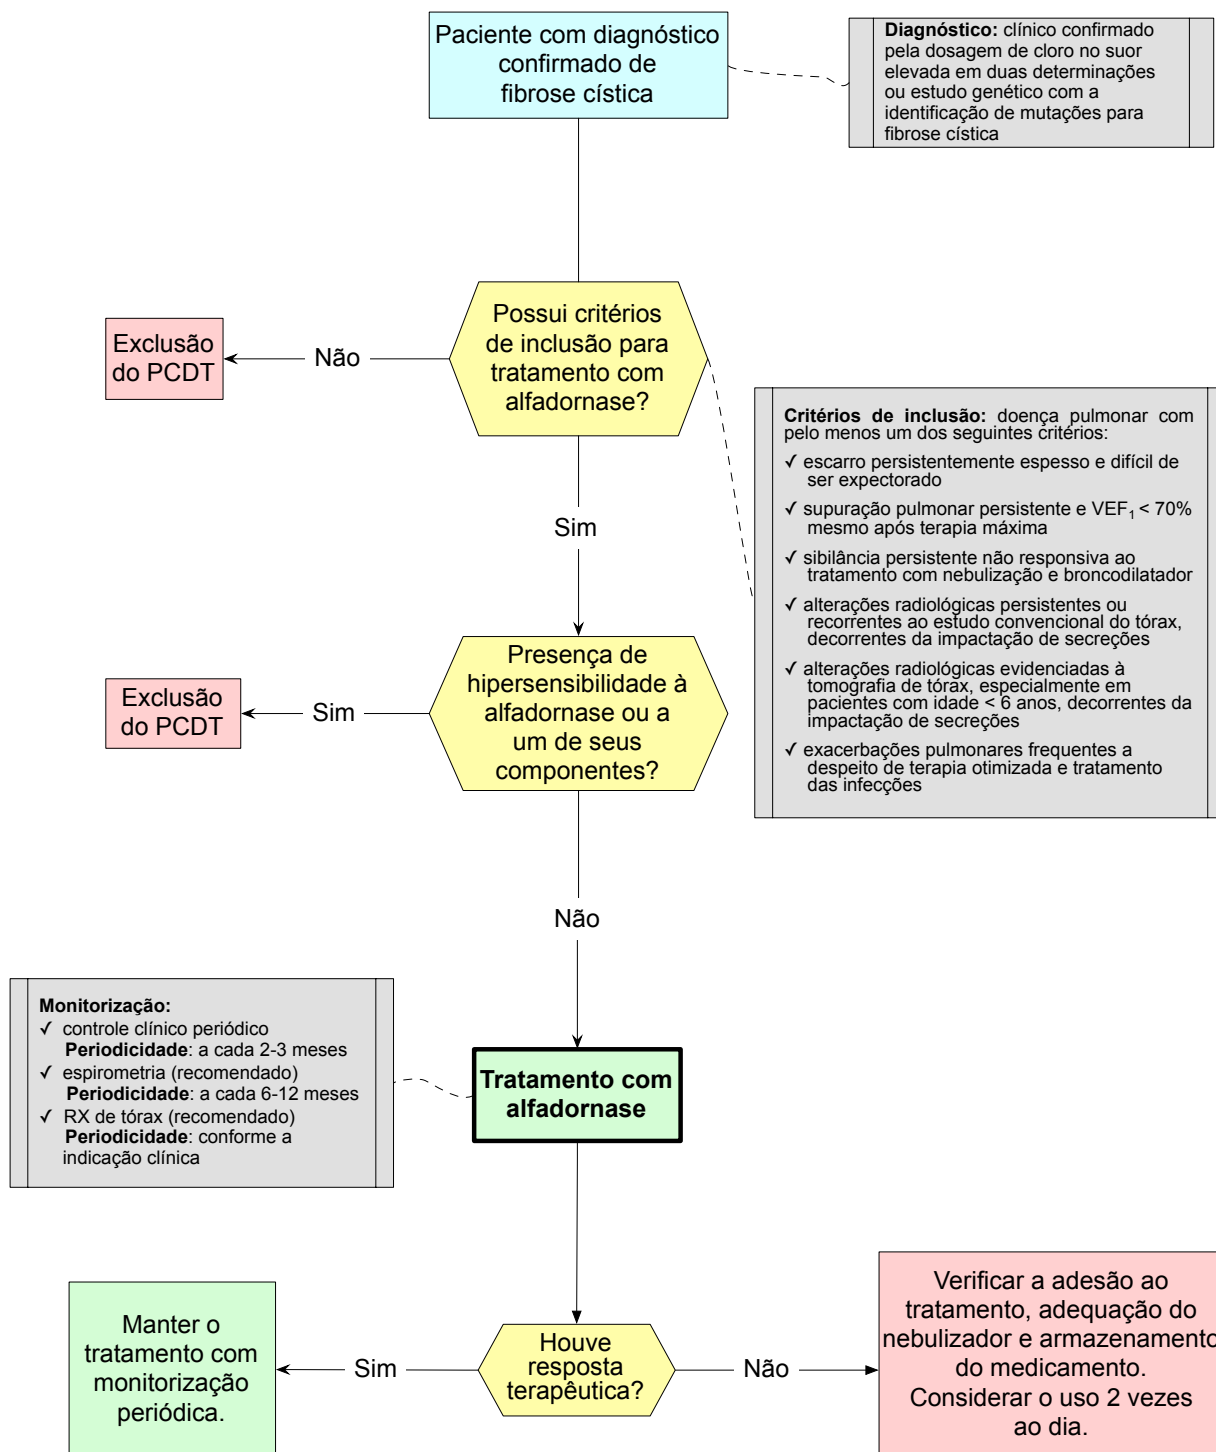 Paciente com diagnóstico
confirmado de
fibrose cística
Diagnóstico: clínico confirmado
pela dosagem de cloro no suor
elevada em duas determinações
ou estudo genético com a
identificação de mutações para
fibrose cística
Possui critérios
de inclusão para
tratamento com
alfadornase?
Não
Exclusão
do PCDT
Critérios de inclusão: doença pulmonar com
pelo menos um dos seguintes critérios:
✓ escarro persistentemente espesso e difícil de
ser expectorado
✓ supuração pulmonar persistente e VEF₁ < 70%
mesmo após terapia máxima
✓ sibilância persistente não responsiva ao
tratamento com nebulização e broncodilatador
✓ alterações radiológicas persistentes ou
recorrentes ao estudo convencional do tórax,
decorrentes da impactação de secreções
✓ alterações radiológicas evidenciadas à
tomografia de tórax, especialmente em
pacientes com idade < 6 anos, decorrentes da
impactação de secreções
✓ exacerbações pulmonares frequentes a
despeito de terapia otimizada e tratamento
das infecções
Sim
Presença de
hipersensibilidade à
alfadornase ou a
um de seus
componentes?
Sim
Exclusão
do PCDT
Não
Monitorização:
✓ controle clínico periódico
Periodicidade: a cada 2-3 meses
✓ espirometria (recomendado)
Periodicidade: a cada 6-12 meses
✓ RX de tórax (recomendado)
Periodicidade: conforme a
indicação clínica
Tratamento com
alfadornase
Houve
resposta
terapêutica?
Sim
Manter o
tratamento com
monitorização
periódica.
Não
Verificar a adesão ao
tratamento, adequação do
nebulizador e armazenamento
do medicamento.
Considerar o uso 2 vezes
ao dia.